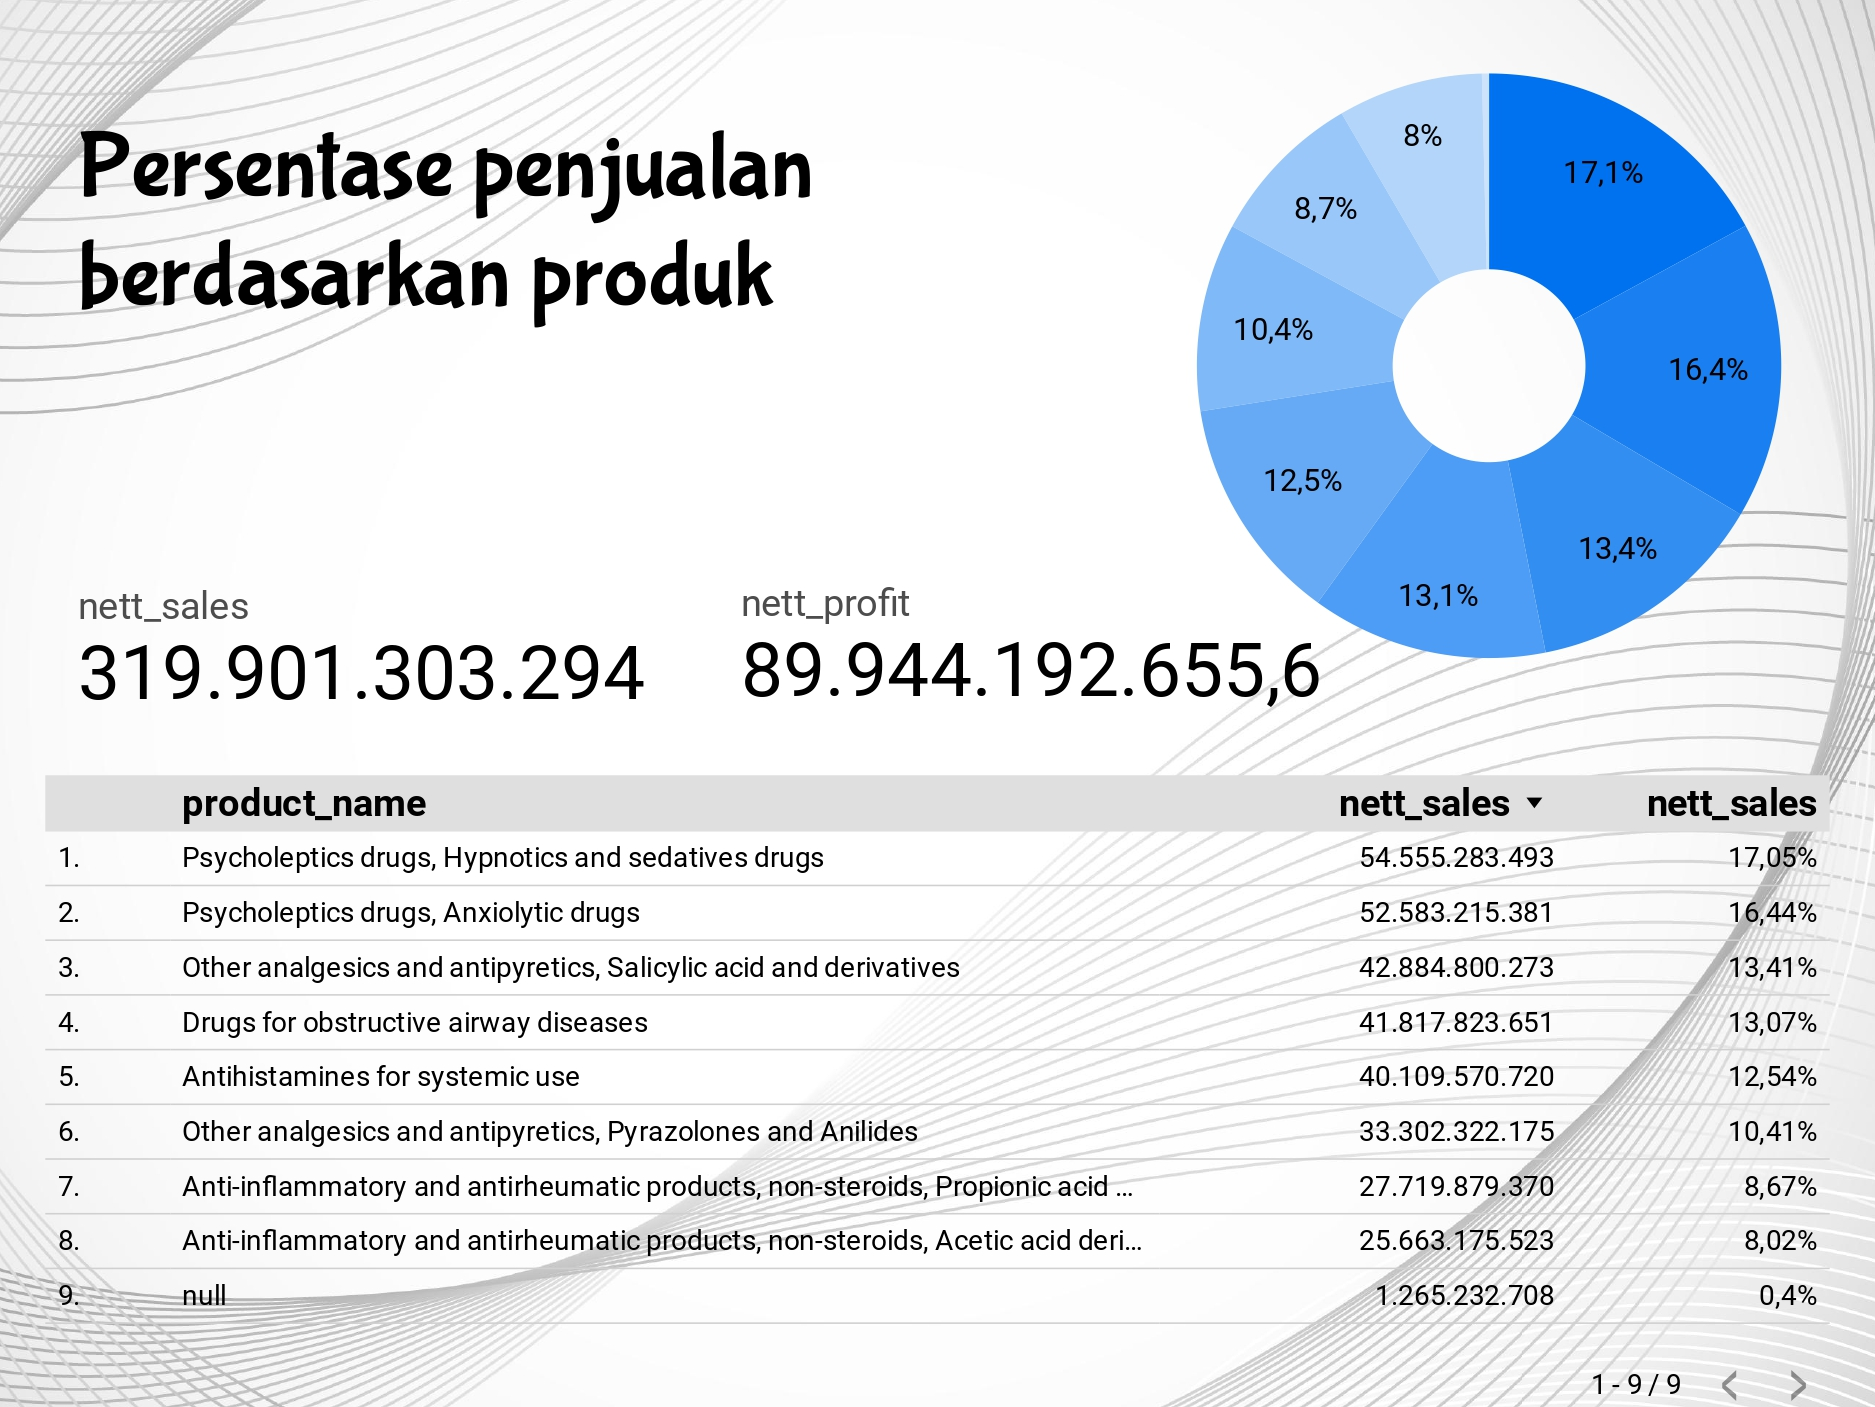 Persentase penjualan
berdasarkan produk
17,1%
16,4%
13,4%
13,1%
12,5%
10,4%
8,7%
8%
nett_sales
319.901.303.294
nett_profit
89.944.192.655,6
product_name nett_sales ▼ nett_sales
1. Psycholeptics drugs, Hypnotics and sedatives drugs 54.555.283.493 17,05%
2. Psycholeptics drugs, Anxiolytic drugs 52.583.215.381 16,44%
3. Other analgesics and antipyretics, Salicylic acid and derivatives 42.884.800.273 13,41%
4. Drugs for obstructive airway diseases 41.817.823.651 13,07%
5. Antihistamines for systemic use 40.109.570.720 12,54%
6. Other analgesics and antipyretics, Pyrazolones and Anilides 33.302.322.175 10,41%
7. Anti-inflammatory and antirheumatic products, non-steroids, Propionic acid ... 27.719.879.370 8,67%
8. Anti-inflammatory and antirheumatic products, non-steroids, Acetic acid deri... 25.663.175.523 8,02%
9. null 1.265.232.708 0,4%
1 - 9 / 9 < >